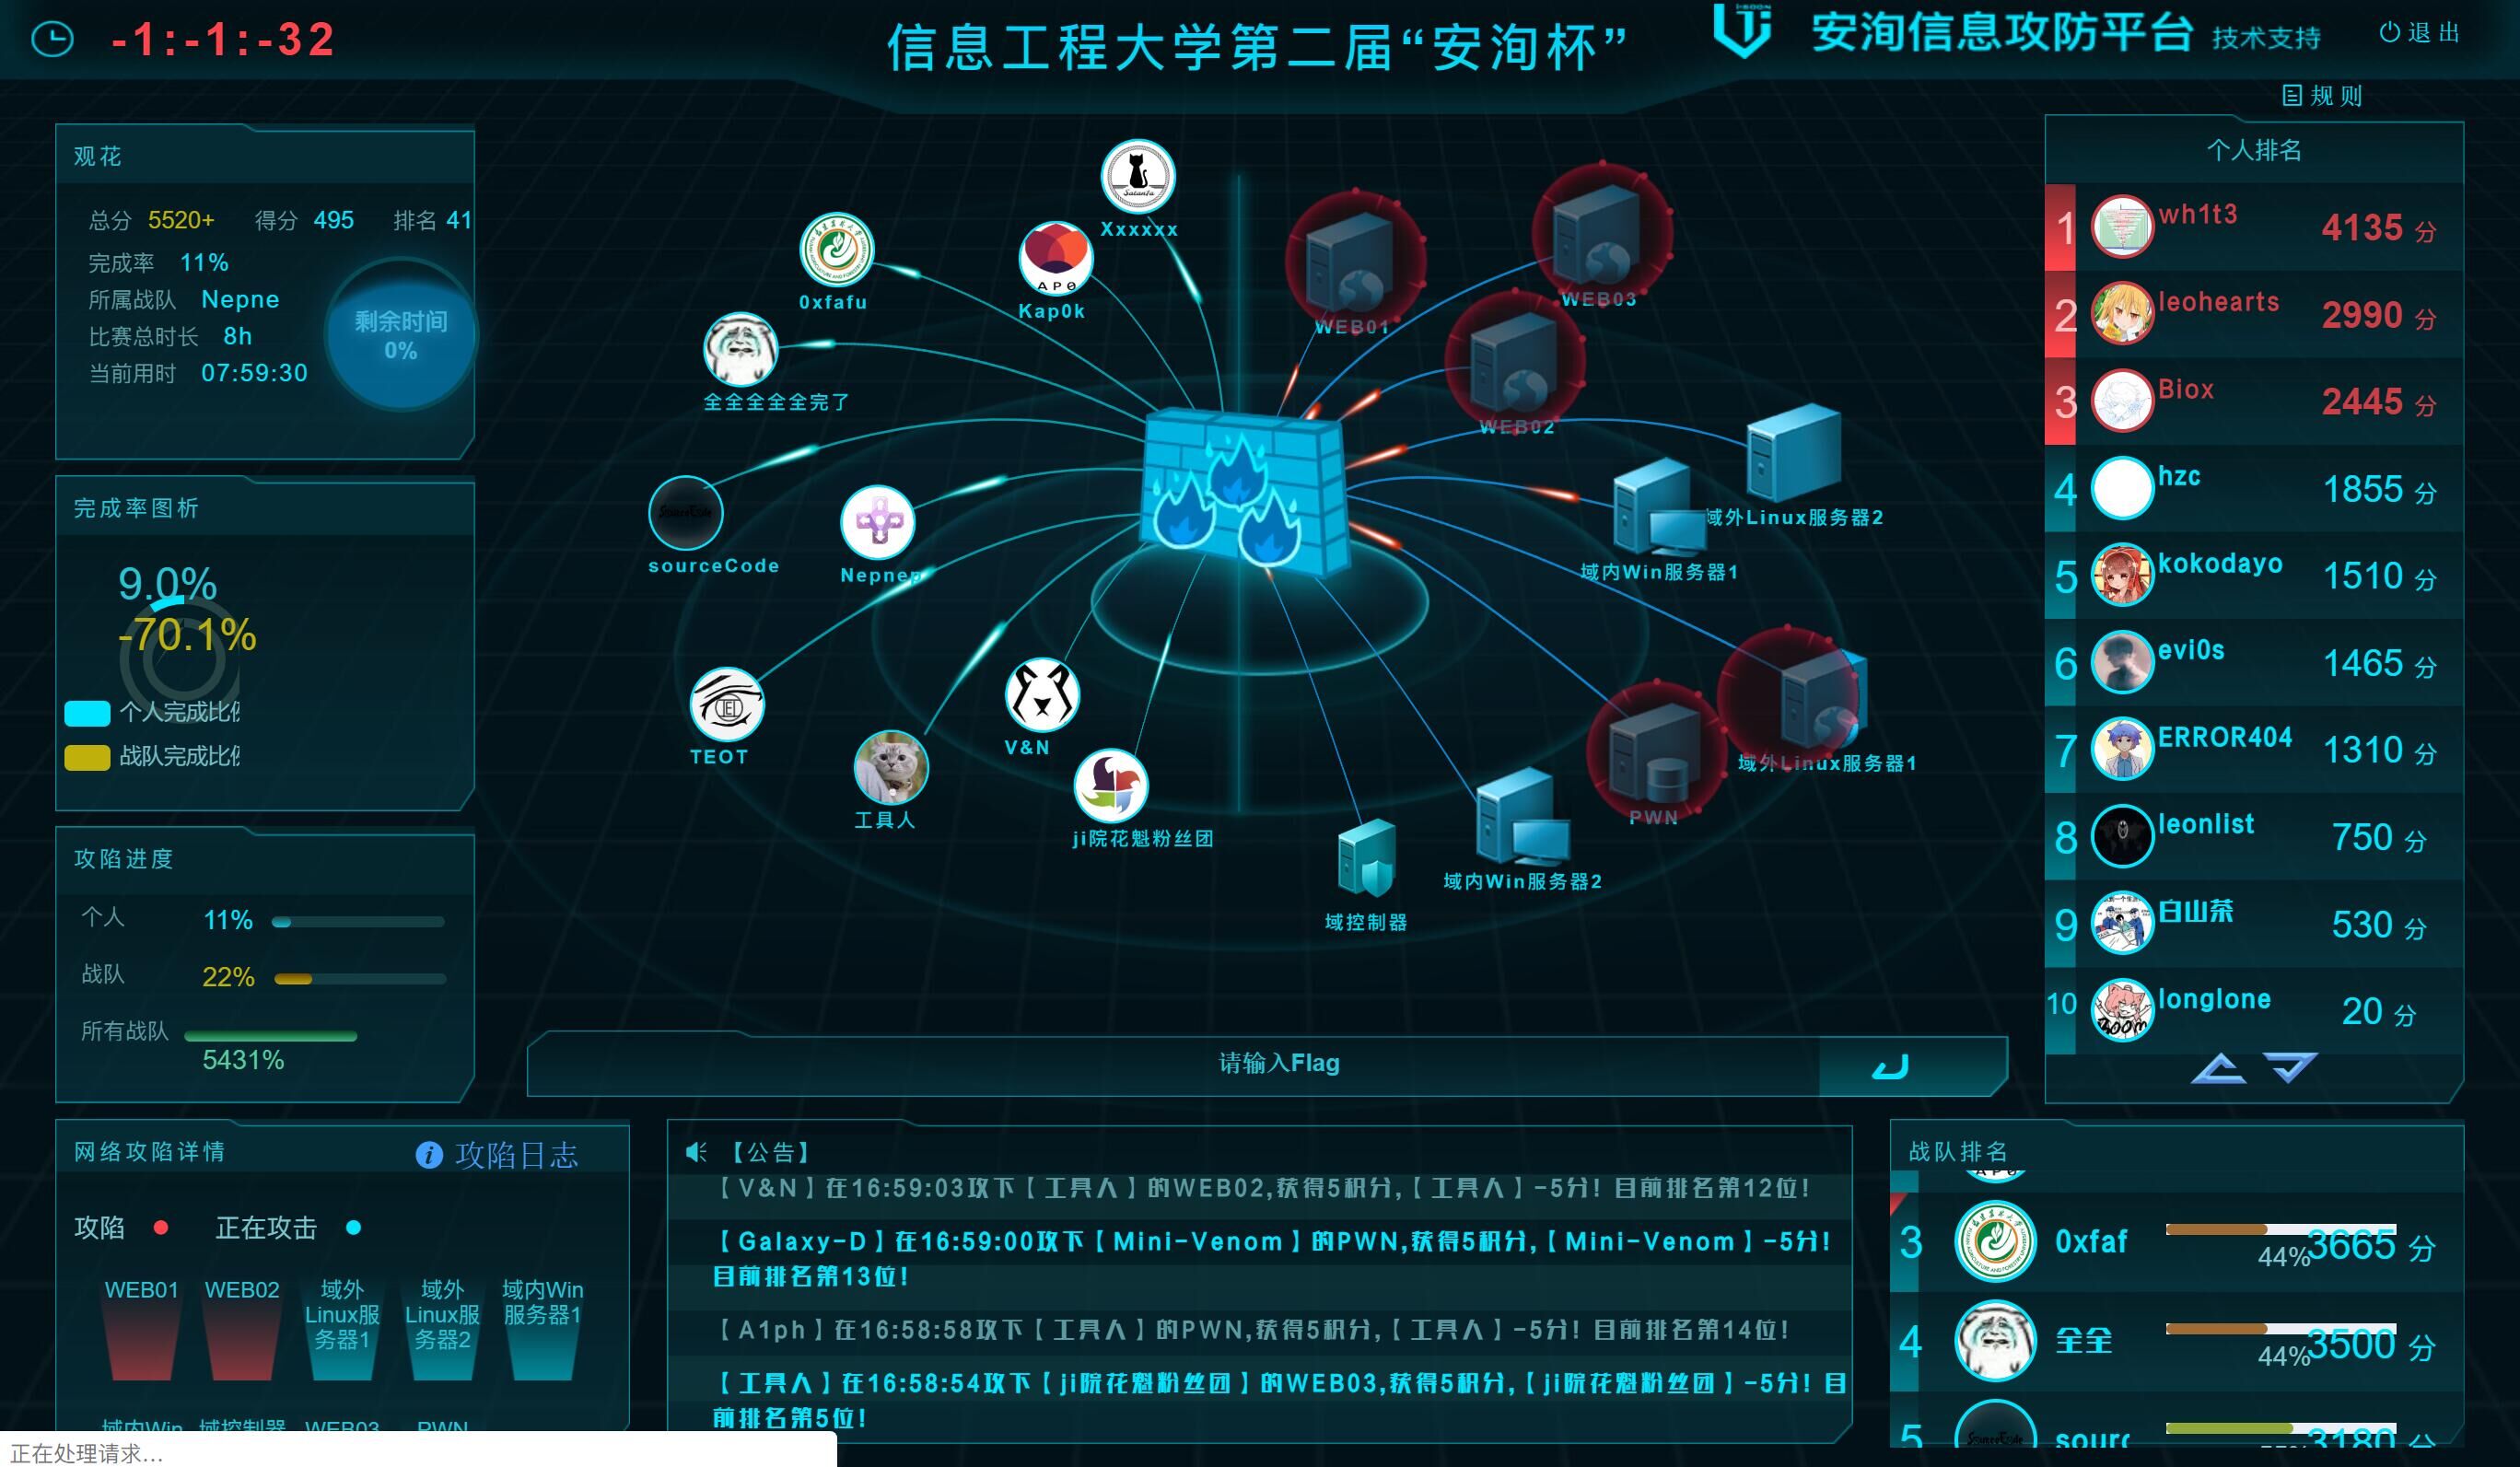 -1:-1:-32
信息工程大学第二届“安洵杯”
安洵信息攻防平台 技术支持
退出
规则
观花
总分 5520+ 得分 495 排名 41
完成率 11%
所属战队 Nepne
比赛总时长 8h
当前用时 07:59:30
剩余时间
0%
完成率图析
9.0%
-70.1%
个人完成比
战队完成比
攻陷进度
个人 11%
战队 22%
所有战队
5431%
Xxxxxx
0xfafu
Kap0k
AP0
全全全全全完了
sourceCode
Nepnep
TEOT
工具人
V&N
ji院花魁粉丝团
WEB01
WEB03
WEB02
域外Linux服务器2
域内Win服务器1
域外Linux服务器1
PWN
域内Win服务器2
域控制器
请输入Flag
个人排名
1 wh1t3 4135 分
2 leohearts 2990 分
3 Biox 2445 分
4 hzc 1855 分
5 kokodayo 1510 分
6 evi0s 1465 分
7 ERROR404 1310 分
8 leonlist 750 分
9 白山茶 530 分
10 longlone 20 分
网络攻陷详情
攻陷日志
攻陷 正在攻击
WEB01
WEB02
域外
Linux服
务器1
域外
Linux服
务器2
域内Win
服务器1
域内Win
域控制器
WEB03
PWN
正在处理请求...
【公告】
【V&N】在16:59:03攻下【工具人】的WEB02,获得5积分,【工具人】-5分！目前排名第12位！
【Galaxy-D】在16:59:00攻下【Mini-Venom】的PWN,获得5积分,【Mini-Venom】-5分！
目前排名第13位！
【A1ph】在16:58:58攻下【工具人】的PWN,获得5积分,【工具人】-5分！目前排名第14位！
【工具人】在16:58:54攻下【ji院花魁粉丝团】的WEB03,获得5积分,【ji院花魁粉丝团】-5分！目
前排名第5位！
战队排名
3 0xfaf 44% 3665 分
4 全全 44% 3500 分
5 sour 3180 分